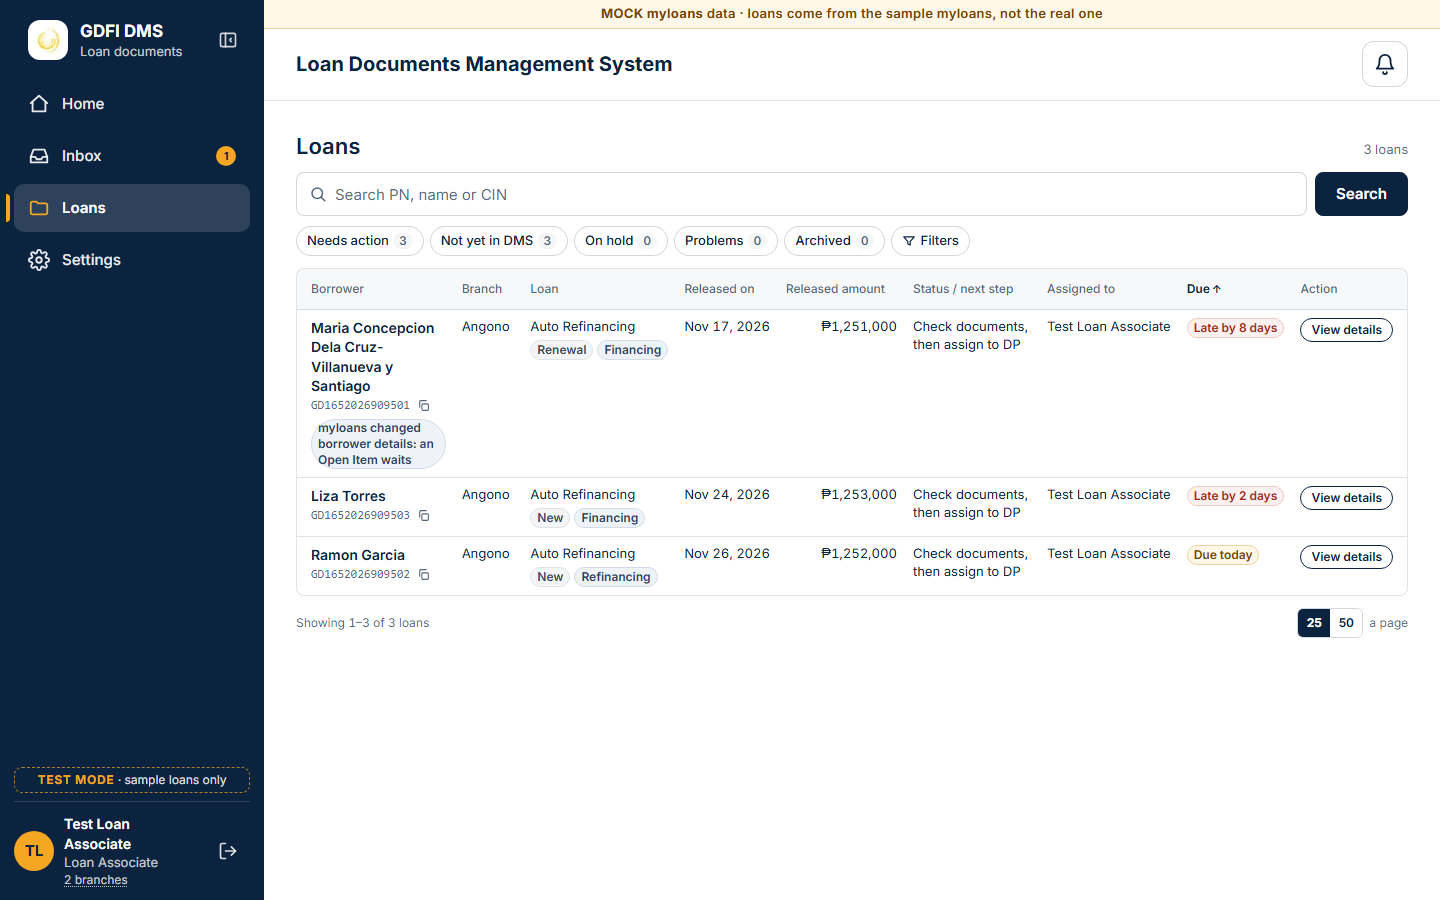 GDFI DMS
Loan documents
Home
Inbox 1
Loans
Settings
TEST MODE · sample loans only
TL
Test Loan
Associate
Loan Associate
2 branches
MOCK myloans data · loans come from the sample myloans, not the real one
Loan Documents Management System
Loans
3 loans
Search PN, name or CIN
Search
Needs action 3 Not yet in DMS 3 On hold 0 Problems 0 Archived 0 Filters
Borrower Branch Loan Released on Released amount Status / next step Assigned to Due ↑ Action
Maria Concepcion Angono Auto Refinancing Nov 17, 2026 ₱1,251,000 Check documents, Test Loan Associate Late by 8 days View details
Dela Cruz- Renewal Financing then assign to DP
Villanueva y
Santiago
GD1652026909501
myloans changed
borrower details: an
Open Item waits
Liza Torres Angono Auto Refinancing Nov 24, 2026 ₱1,253,000 Check documents, Test Loan Associate Late by 2 days View details
GD1652026909503 New Financing then assign to DP
Ramon Garcia Angono Auto Refinancing Nov 26, 2026 ₱1,252,000 Check documents, Test Loan Associate Due today View details
GD1652026909502 New Refinancing then assign to DP
Showing 1–3 of 3 loans
25 50 a page